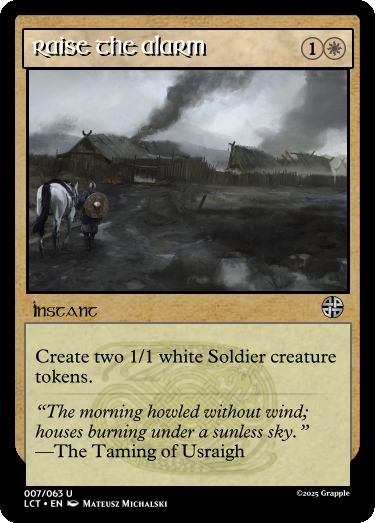 Raise the Alarm
1
Instant
Create two 1/1 white Soldier creature
tokens.
“The morning howled without wind;
houses burning under a sunless sky.”
—The Taming of Usraigh
007/063 U
©2025 Grapple
LCT • EN Mateusz Michalski